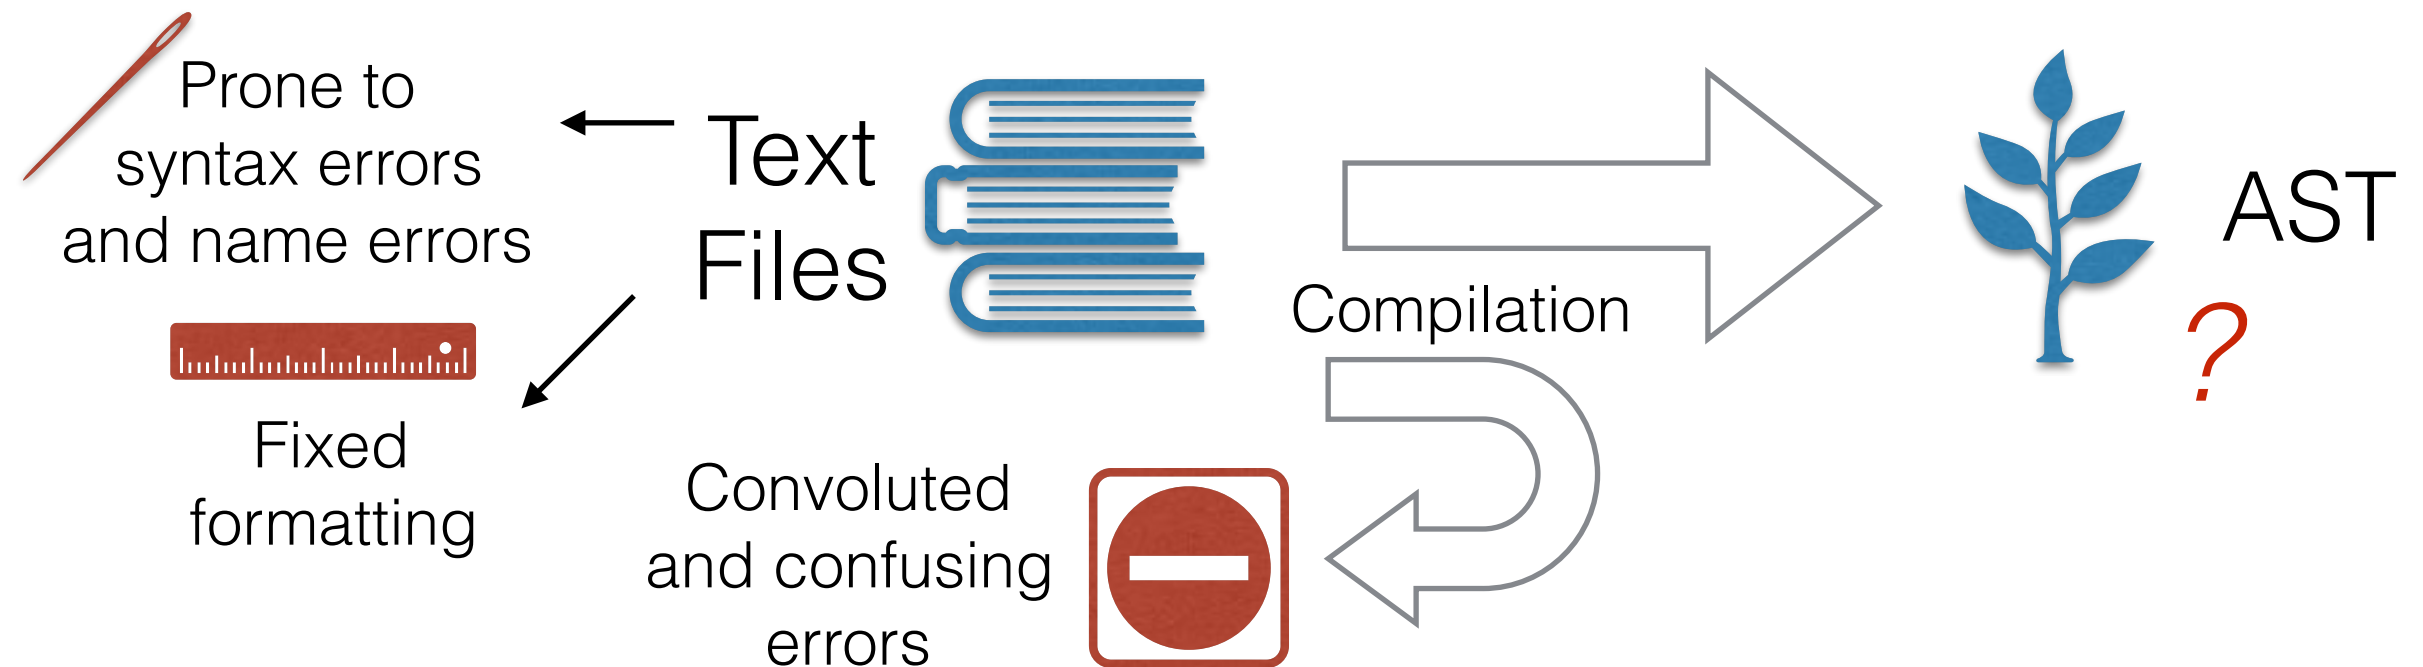 Prone to
syntax errors
and name errors
Text
Files
Compilation
AST
?
Fixed
formatting
Convoluted
and confusing
errors